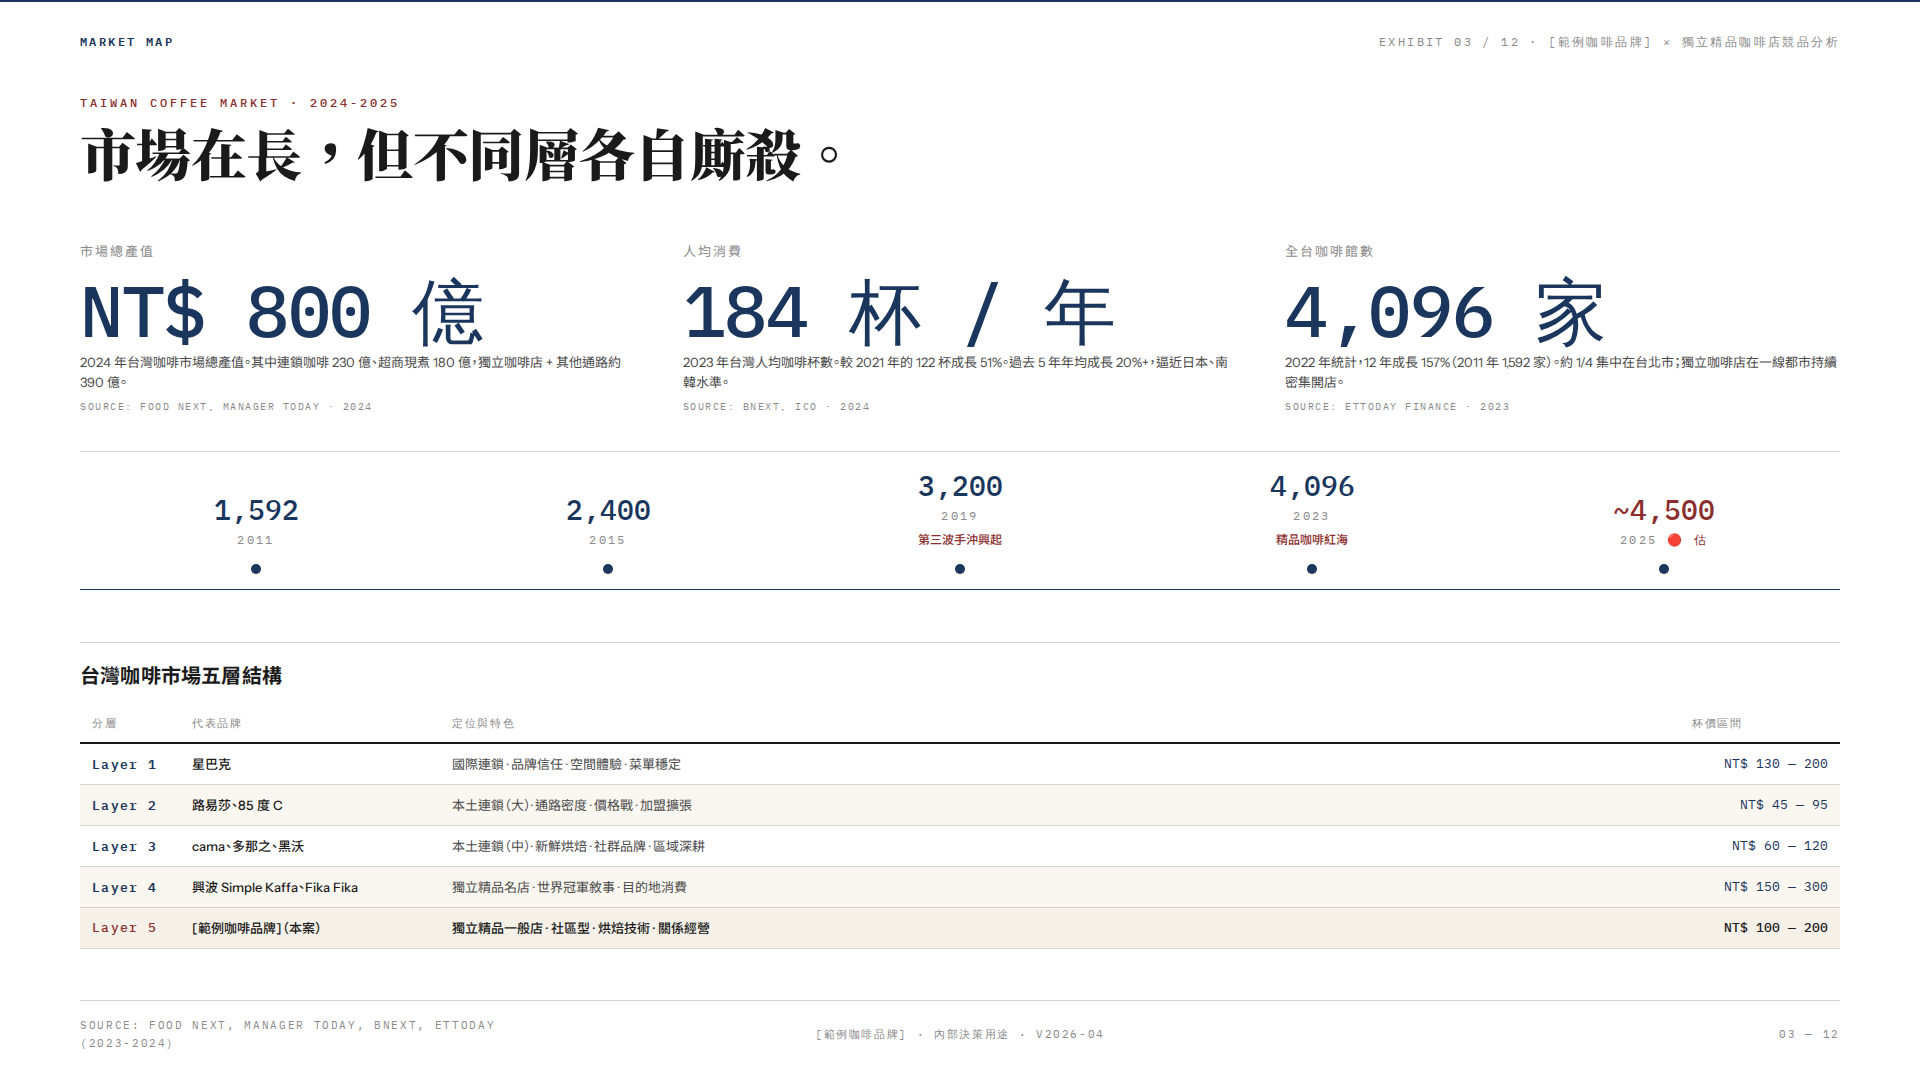 MARKET MAP
EXHIBIT 03 / 12 · [範例咖啡品牌] × 獨立精品咖啡店競品分析
TAIWAN COFFEE MARKET · 2024-2025
市場在長，但不同層各自廝殺。
市場總產值
NT$ 800 億
2024 年台灣咖啡市場總產值。其中連鎖咖啡 230 億、超商現煮 180 億，獨立咖啡店 + 其他通路約
390 億。
SOURCE: FOOD NEXT, MANAGER TODAY · 2024
人均消費
184 杯 / 年
2023 年台灣人均咖啡杯數。較 2021 年的 122 杯成長 51%。過去 5 年年均成長 20%+，逼近日本、南
韓水準。
SOURCE: BNEXT, ICO · 2024
全台咖啡館數
4,096 家
2022 年統計，12 年成長 157%（2011 年 1,592 家）。約 1/4 集中在台北市；獨立咖啡店在一線都市持續
密集開店。
SOURCE: ETTODAY FINANCE · 2023
1,592
2011
2,400
2015
3,200
2019
第三波手沖興起
4,096
2023
精品咖啡紅海
~4,500
2025 🔴 估
台灣咖啡市場五層結構
分層 代表品牌 定位與特色 杯價區間
Layer 1 星巴克 國際連鎖·品牌信任·空間體驗·菜單穩定 NT$ 130 — 200
Layer 2 路易莎、85 度 C 本土連鎖（大）·通路密度·價格戰·加盟擴張 NT$ 45 — 95
Layer 3 cama、多那之、黑沃 本土連鎖（中）·新鮮烘焙·社群品牌·區域深耕 NT$ 60 — 120
Layer 4 興波 Simple Kaffa、Fika Fika 獨立精品名店·世界冠軍敘事·目的地消費 NT$ 150 — 300
Layer 5 [範例咖啡品牌]（本案） 獨立精品一般店·社區型·烘焙技術·關係經營 NT$ 100 — 200
SOURCE: FOOD NEXT, MANAGER TODAY, BNEXT, ETTODAY
(2023-2024)
[範例咖啡品牌] · 內部決策用途 · V2026-04
03 — 12